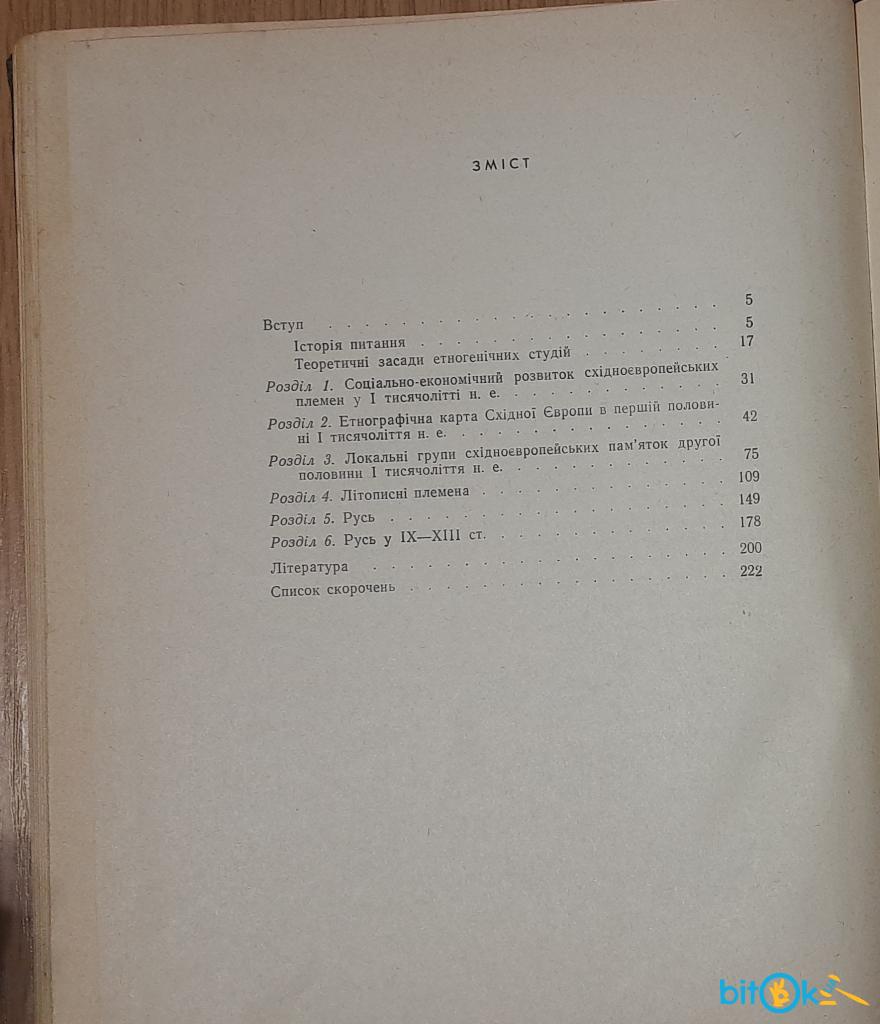 ЗМІСТ
Вступ . . . . . . . . . . . . . . . . . . . . 5
Історія питання . . . . . . . . . . . . . . . . 5
Теоретичні засади етногенічних студій . . . . . . . 17
Розділ 1. Соціально-економічний розвиток східноєвропейських
племен у I тисячолітті н. е. . . . . . . . . . . . 31
Розділ 2. Етнографічна карта Східної Європи в першій полови-
ні I тисячоліття н. е. . . . . . . . . . . . . . . 42
Розділ 3. Локальні групи східноєвропейських пам’яток другої
половини I тисячоліття н. е. . . . . . . . . . . . 75
Розділ 4. Літописні племена . . . . . . . . . . . . 109
Розділ 5. Русь . . . . . . . . . . . . . . . . . 149
Розділ 6. Русь у IX—XIII ст. . . . . . . . . . . . . 178
Література . . . . . . . . . . . . . . . . . . 200
Список скорочень . . . . . . . . . . . . . . . . 222
bitOk